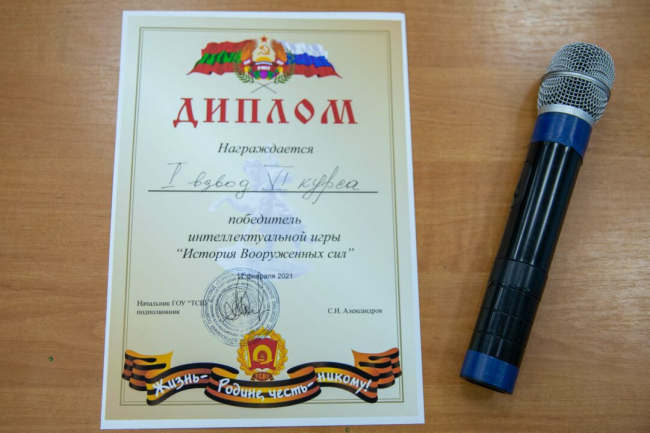 ДИПЛОМ
Награждается
I взвод VI курса
победитель
интеллектуальной игры
“История Вооруженных сил”
февраля 2021
Начальник ГОУ
подполковник
С.И. Александров
Жизнь-
Родине, честь-
никому!